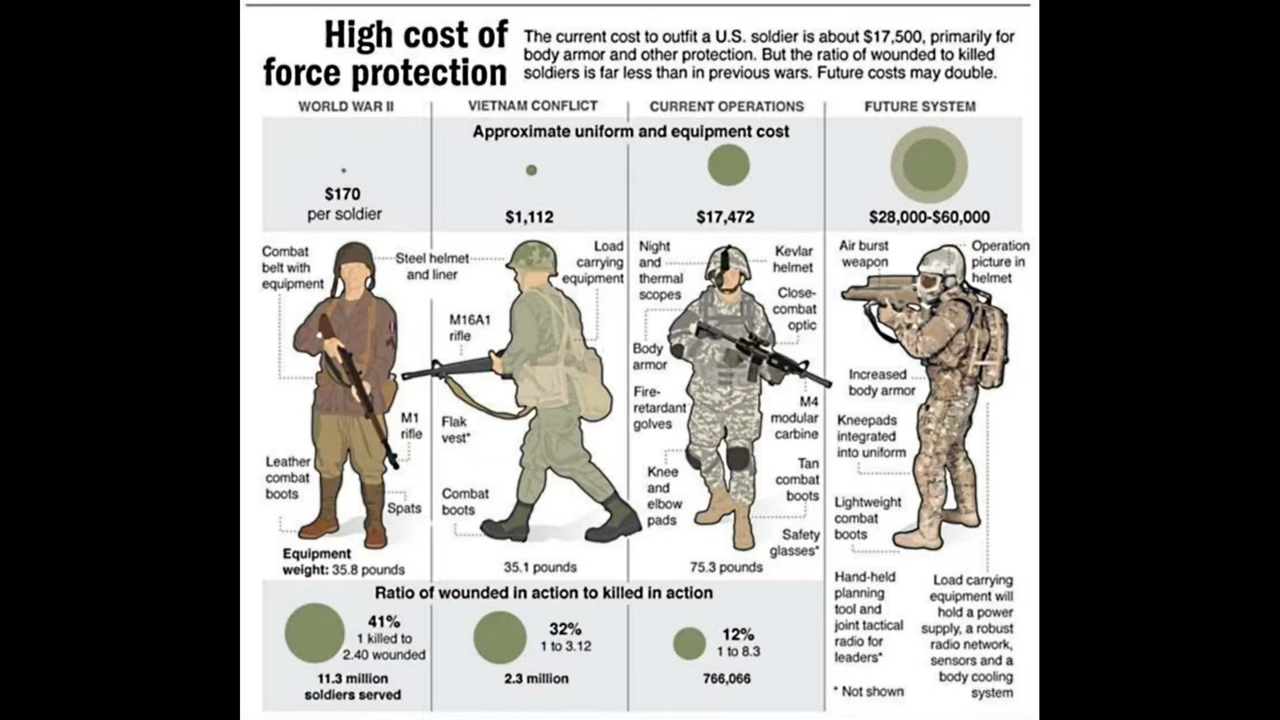 High cost of
force protection
The current cost to outfit a U.S. soldier is about $17,500, primarily for
body armor and other protection. But the ratio of wounded to killed
soldiers is far less than in previous wars. Future costs may double.
WORLD WAR II
VIETNAM CONFLICT
CURRENT OPERATIONS
FUTURE SYSTEM
Approximate uniform and equipment cost
$170
per soldier
$1,112
$17,472
$28,000-$60,000
Combat
belt with
equipment
Steel helmet
and liner
M1
rifle
Leather
combat
boots
Spats
Equipment
weight: 35.8 pounds
Load
carrying
equipment
M16A1
rifle
Flak
vest*
Combat
boots
35.1 pounds
Night
and
thermal
scopes
Kevlar
helmet
Close-
combat
optic
Body
armor
Fire-
retardant
golves
M4
modular
carbine
Knee
and
elbow
pads
Tan
combat
boots
Safety
glasses*
75.3 pounds
Air burst
weapon
Operation
picture in
helmet
Increased
body armor
Kneepads
integrated
into uniform
Lightweight
combat
boots
Hand-held
planning
tool and
joint tactical
radio for
leaders*
Load carrying
equipment will
hold a power
supply, a robust
radio network,
sensors and a
body cooling
system
* Not shown
Ratio of wounded in action to killed in action
41%
1 killed to
2.40 wounded
11.3 million
soldiers served
32%
1 to 3.12
2.3 million
12%
1 to 8.3
766,066